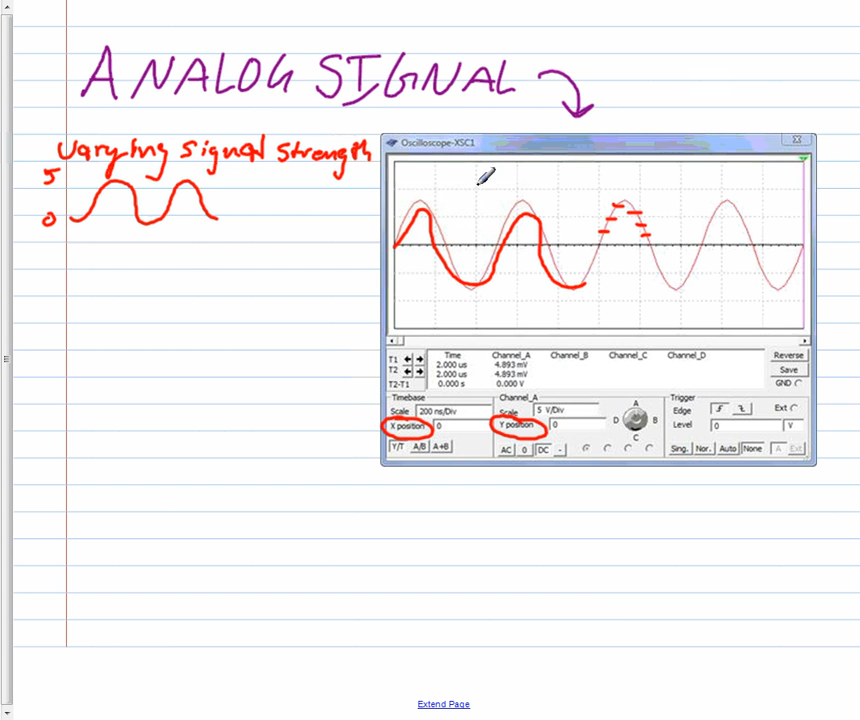 ANALOG SIGNAL
Varying signal strength
5
0
Oscilloscope-XSC1
Time Channel_A Channel_B Channel_C Channel_D
T1 2.000 us 4.893 mV
T2 2.000 us 4.893 mV
T2-T1 0.000 s 0.000 V
Reverse
Save
GND
Timebase
Scale 200 ns/Div
X position 0
Y/T A/B A+B
Channel_A
Scale 5 V/Div
Y position 0
AC 0 DC -
A
D B
C
Trigger
Edge Ext
Level 0 V
Sing. Nor. Auto None A Ext
Extend Page